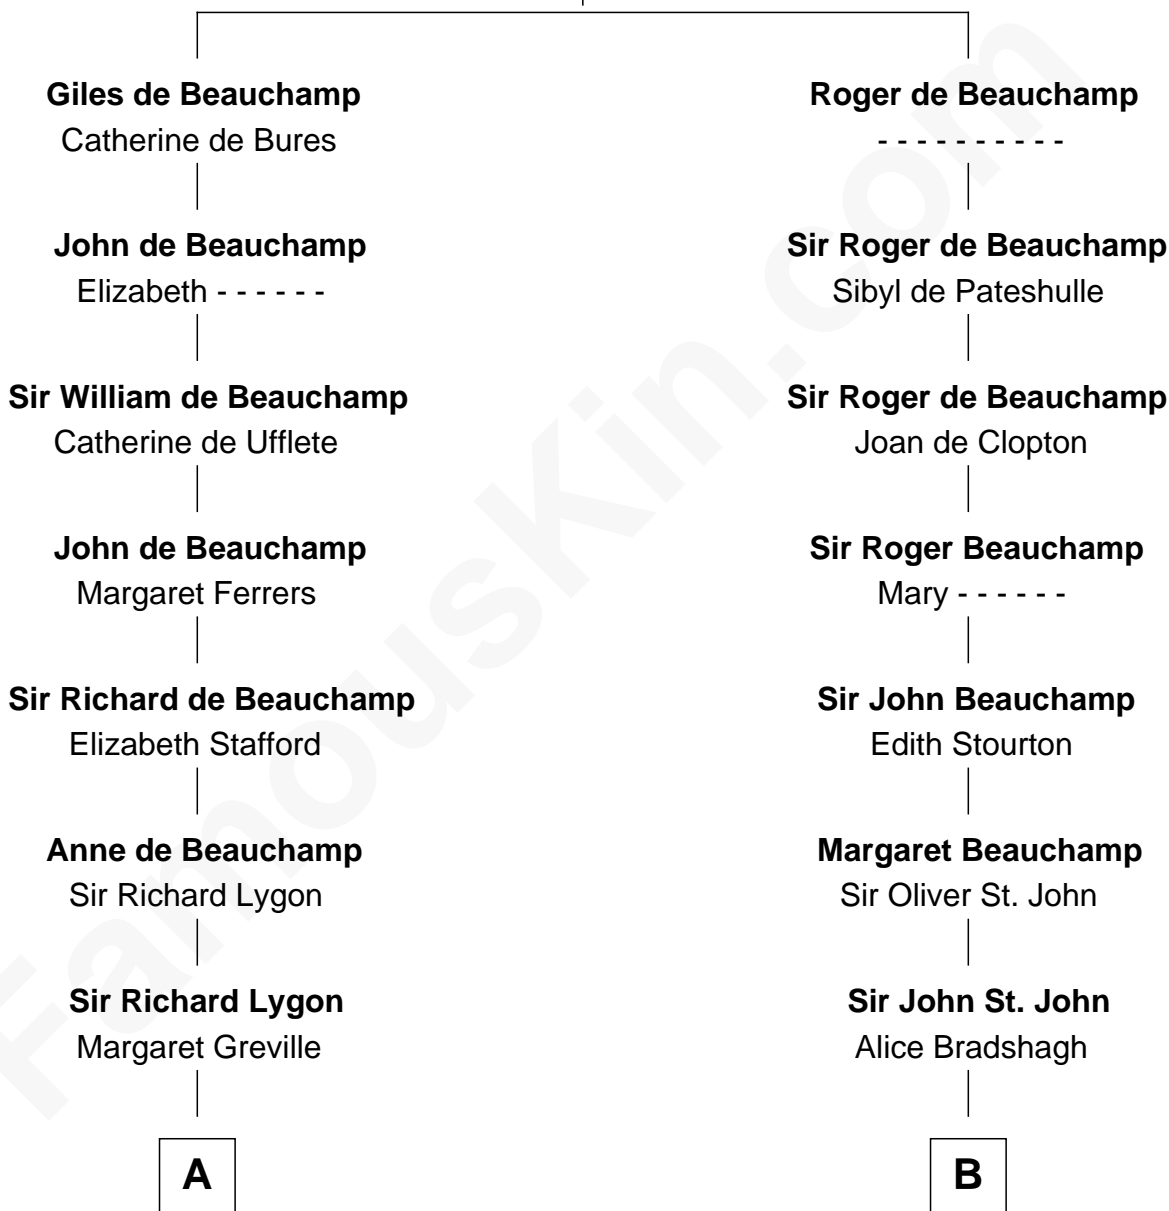 Giles de Beauchamp
Catherine de Bures
John de Beauchamp
Elizabeth - - - - - -
Sir William de Beauchamp
Catherine de Ufflete
John de Beauchamp
Margaret Ferrers
Sir Richard de Beauchamp
Elizabeth Stafford
Anne de Beauchamp
Sir Richard Lygon
Sir Richard Lygon
Margaret Greville
A
Roger de Beauchamp
- - - - - - - - - -
Sir Roger de Beauchamp
Sibyl de Pateshulle
Sir Roger de Beauchamp
Joan de Clopton
Sir Roger Beauchamp
Mary - - - - - -
Sir John Beauchamp
Edith Stourton
Margaret Beauchamp
Sir Oliver St. John
Sir John St. John
Alice Bradshagh
B
FamousKin.com